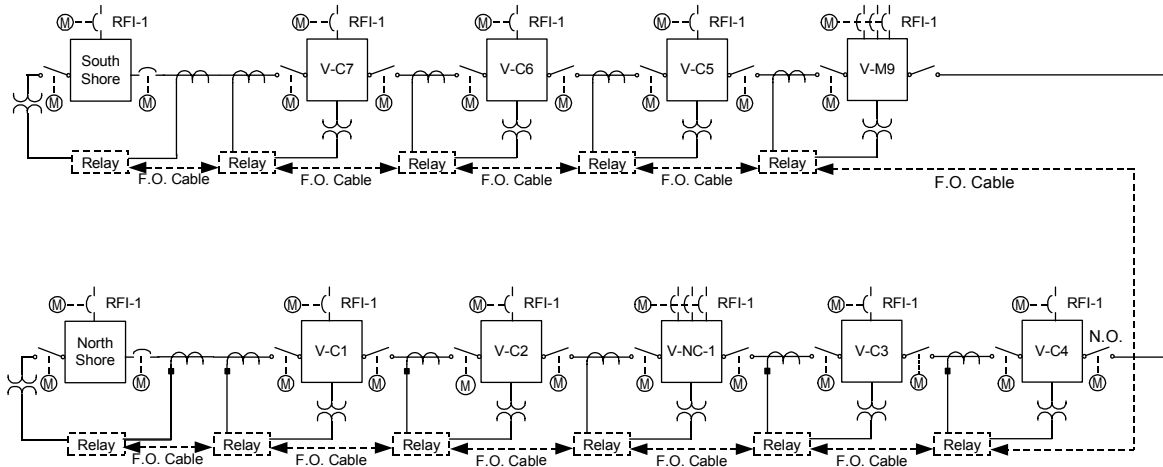 M RFI-1 M RFI-1 M RFI-1 M RFI-1 M RFI-1
South Shore V-C7 V-C6 V-C5 V-M9
M M M M M M M M M
Relay Relay Relay Relay Relay
F.O. Cable F.O. Cable F.O. Cable F.O. Cable F.O. Cable
M RFI-1 M RFI-1 M RFI-1 M RFI-1 M RFI-1 M RFI-1
North Shore V-C1 V-C2 V-NC-1 V-C3 V-C4 N.O.
M M M M M M M M M M M M
Relay Relay Relay Relay Relay Relay
F.O. Cable F.O. Cable F.O. Cable F.O. Cable F.O. Cable